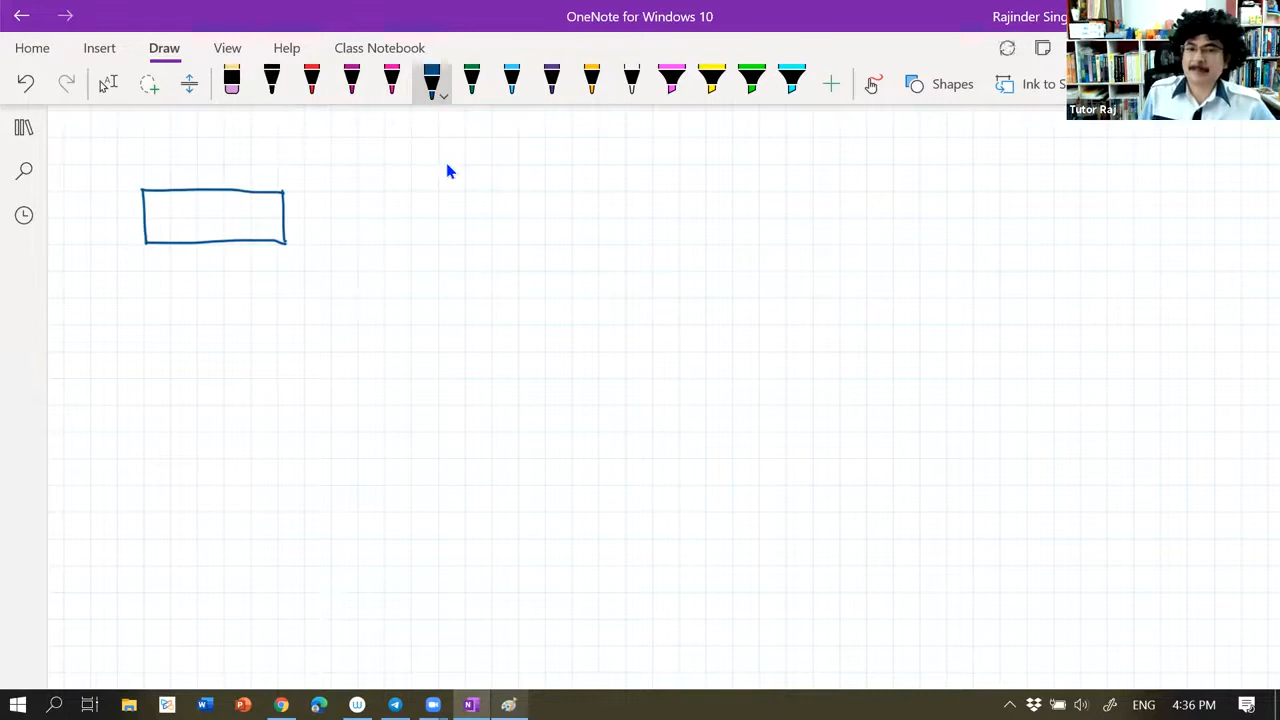 OneNote for Windows 10
Rajinder Sing
Home Insert Draw View Help Class Notebook
Shapes Ink to S
Tutor Raj
ENG 4:36 PM